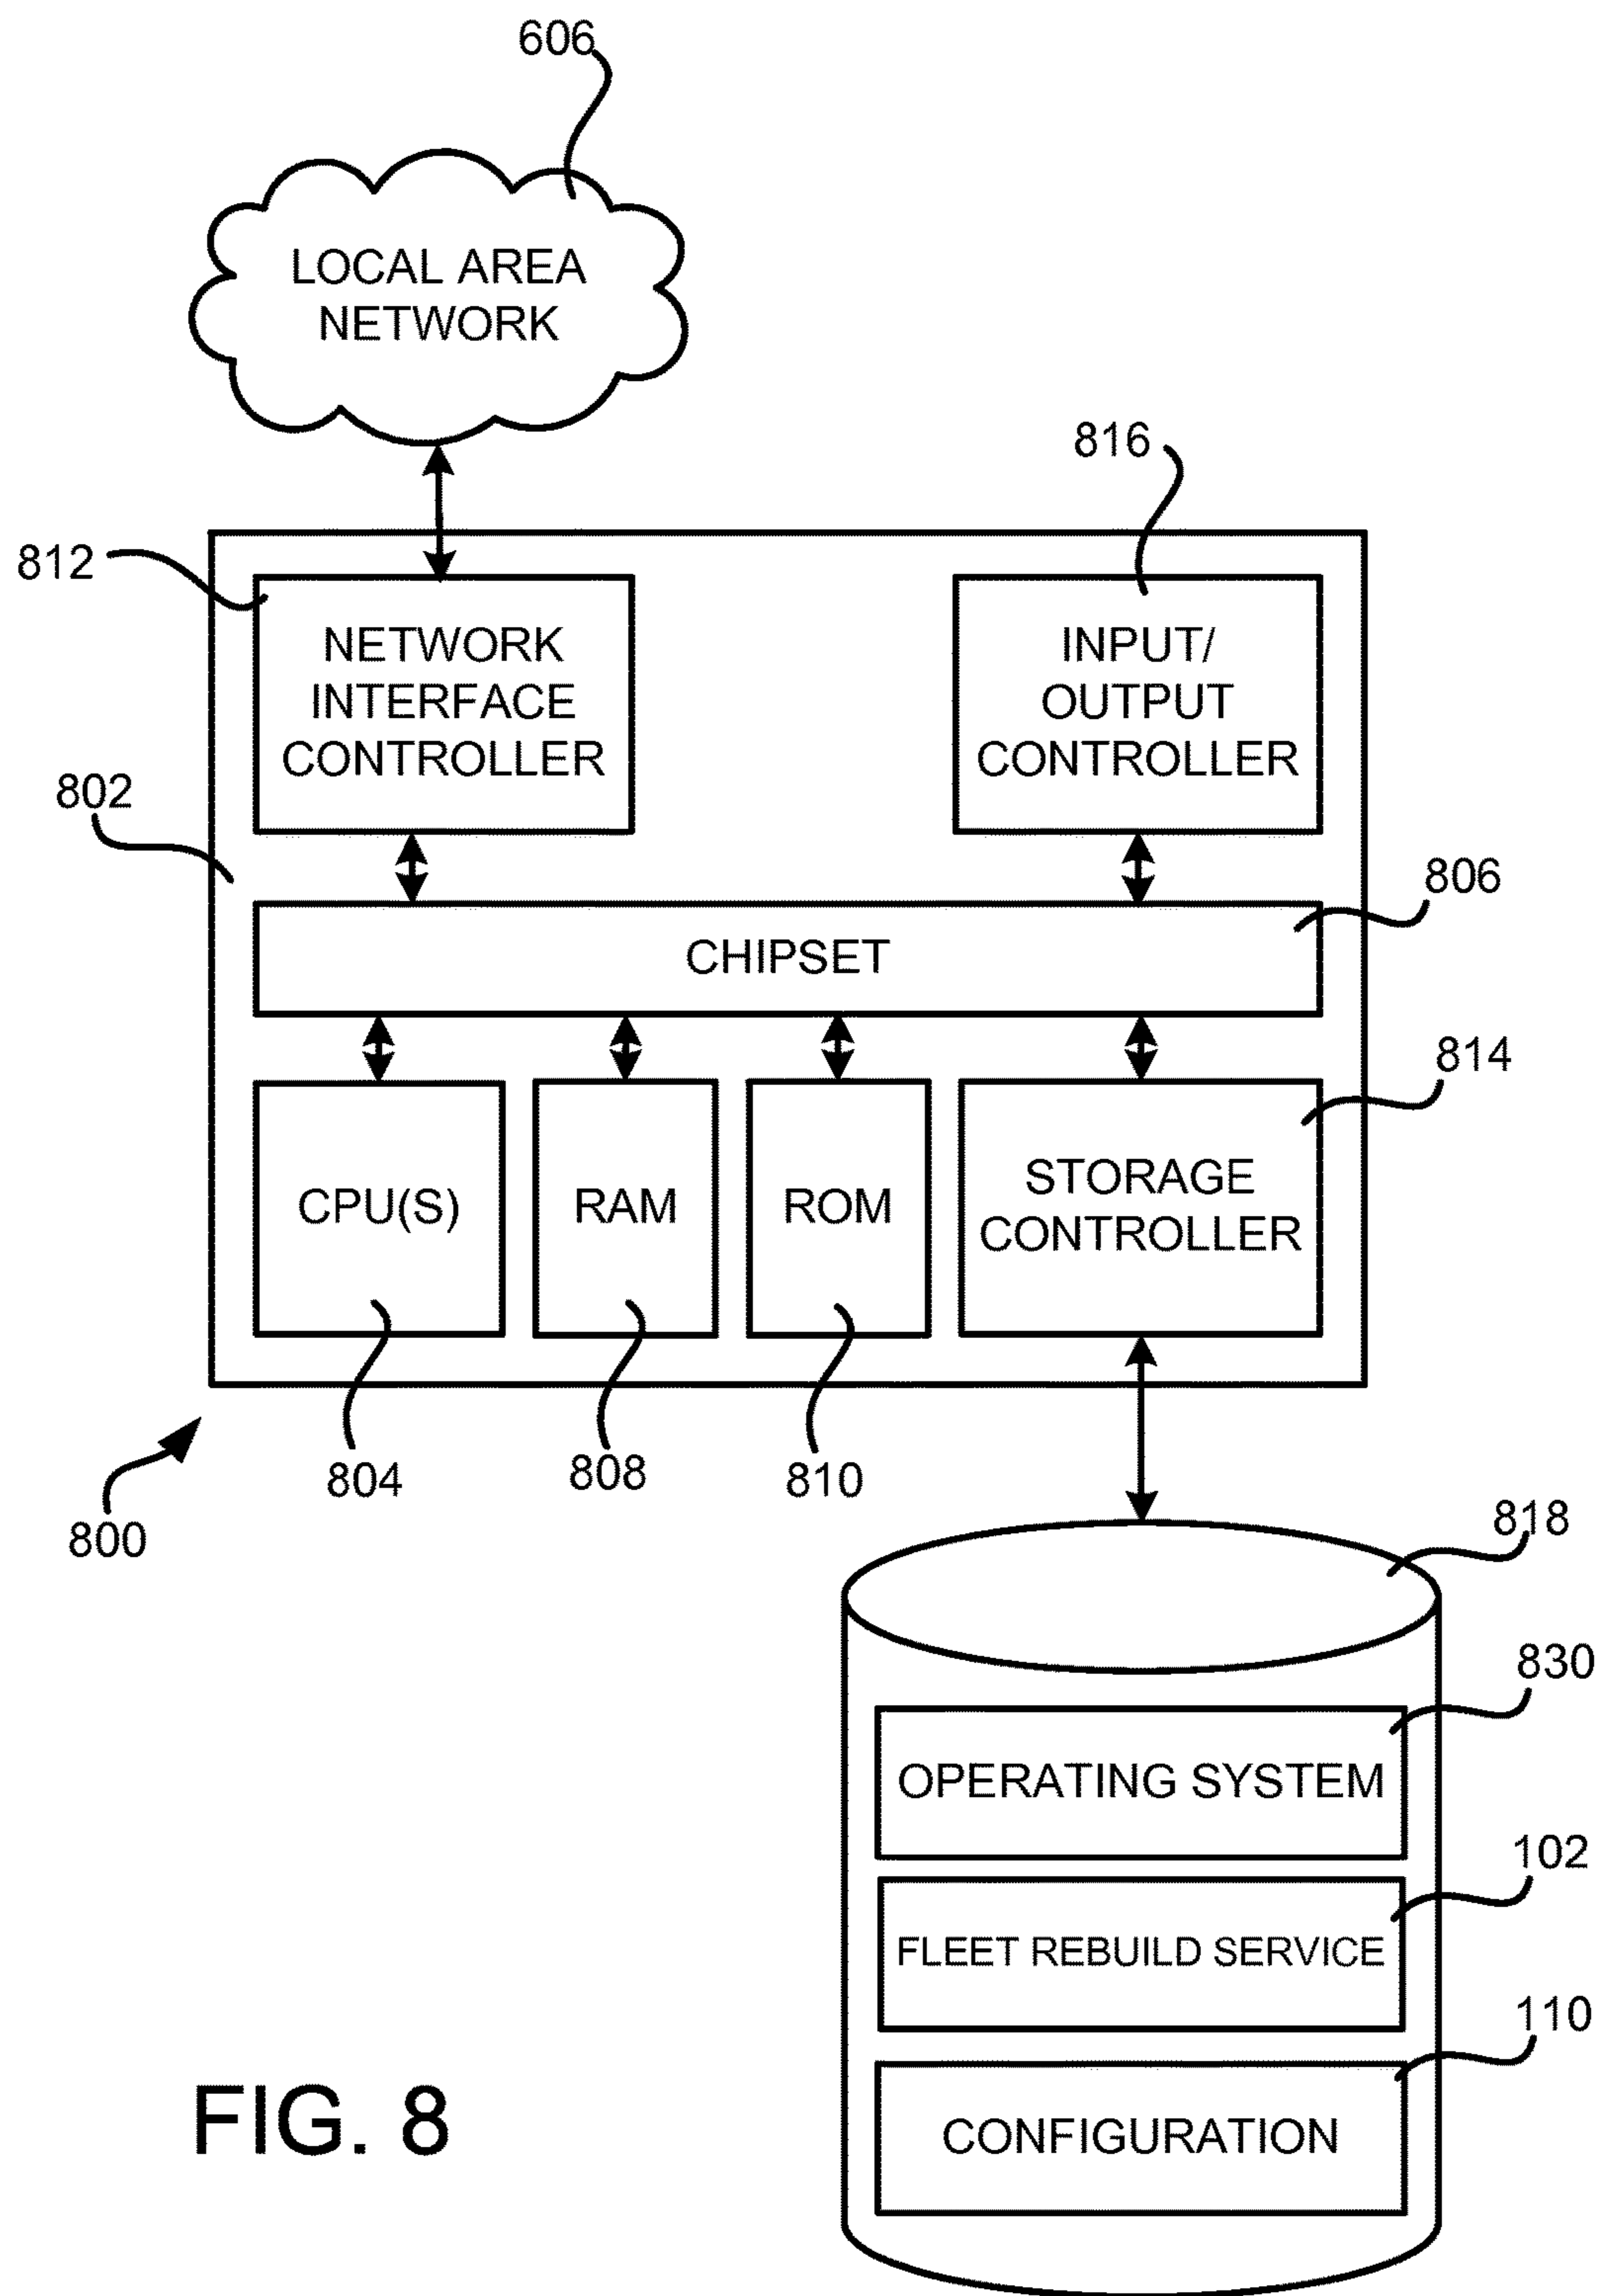 606
LOCAL AREA
NETWORK
816
812
NETWORK
INTERFACE
CONTROLLER
INPUT/
OUTPUT
CONTROLLER
802
806
CHIPSET
814
CPU(S)
RAM
ROM
STORAGE
CONTROLLER
804
808
810
800
818
830
OPERATING SYSTEM
102
FLEET REBUILD SERVICE
110
CONFIGURATION
FIG. 8